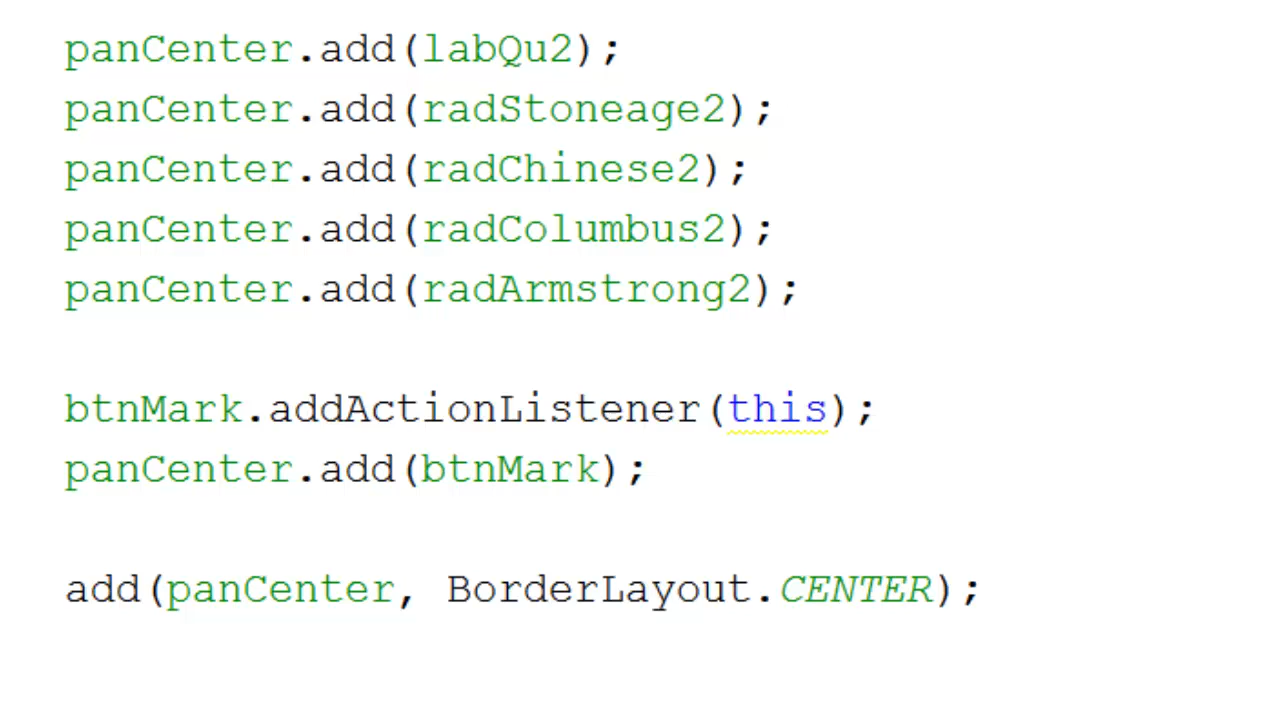 panCenter.add(labQu2);
panCenter.add(radStoneage2);
panCenter.add(radChinese2);
panCenter.add(radColumbus2);
panCenter.add(radArmstrong2);
btnMark.addActionListener(this);
panCenter.add(btnMark);
add(panCenter, BorderLayout.CENTER);